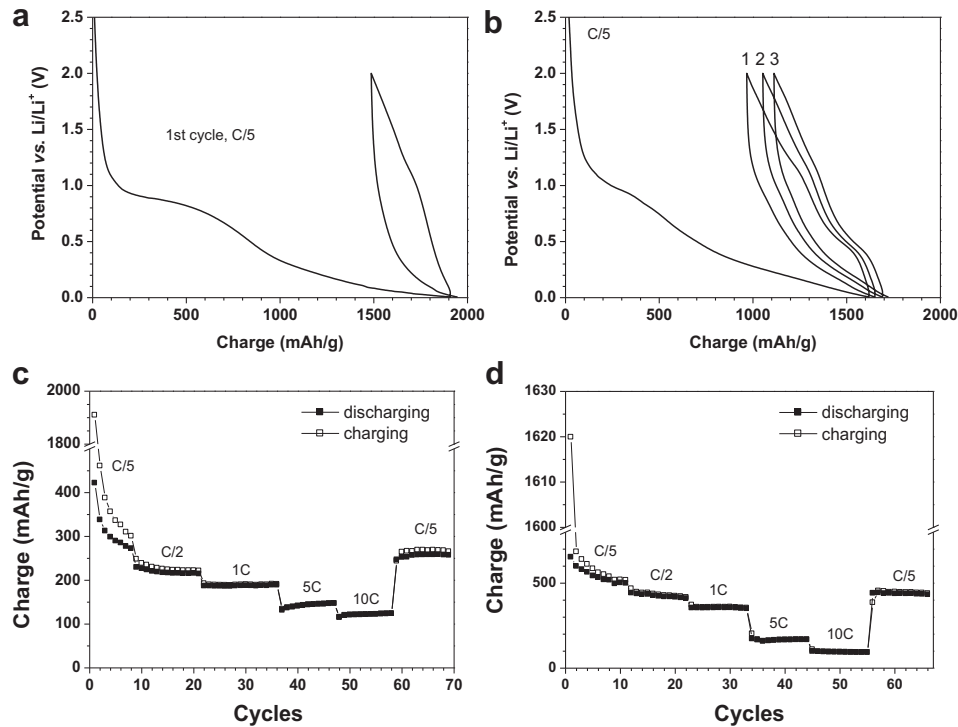 a
2.5
2.0
1.5
1.0
0.5
0.0
Potential vs. Li/Li+ (V)
1st cycle, C/5
0 500 1000 1500 2000
Charge (mAh/g)
b
2.5
2.0
1.5
1.0
0.5
0.0
Potential vs. Li/Li+ (V)
C/5
1 2 3
0 500 1000 1500 2000
Charge (mAh/g)
c
2000
1800
400
300
200
100
0
Charge (mAh/g)
discharging
charging
C/5
C/2
1C
5C
10C
C/5
0 10 20 30 40 50 60 70
Cycles
d
1630
1620
1600
500
0
Charge (mAh/g)
discharging
charging
C/5
C/2
1C
5C
10C
C/5
0 10 20 30 40 50 60
Cycles